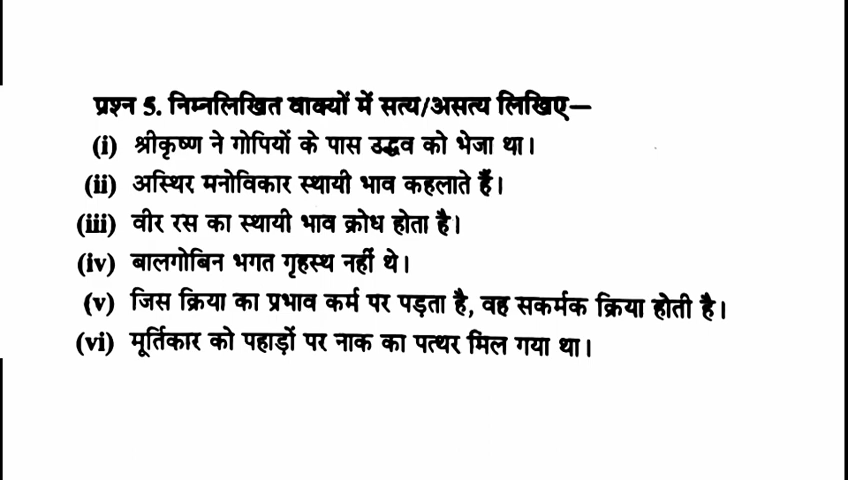 प्रश्न 5. निम्नलिखित वाक्यों में सत्य/असत्य लिखिए—
(i) श्रीकृष्ण ने गोपियों के पास उद्धव को भेजा था।
(ii) अस्थिर मनोविकार स्थायी भाव कहलाते हैं।
(iii) वीर रस का स्थायी भाव क्रोध होता है।
(iv) बालगोबिन भगत गृहस्थ नहीं थे।
(v) जिस क्रिया का प्रभाव कर्म पर पड़ता है, वह सकर्मक क्रिया होती है।
(vi) मूर्तिकार को पहाड़ों पर नाक का पत्थर मिल गया था।